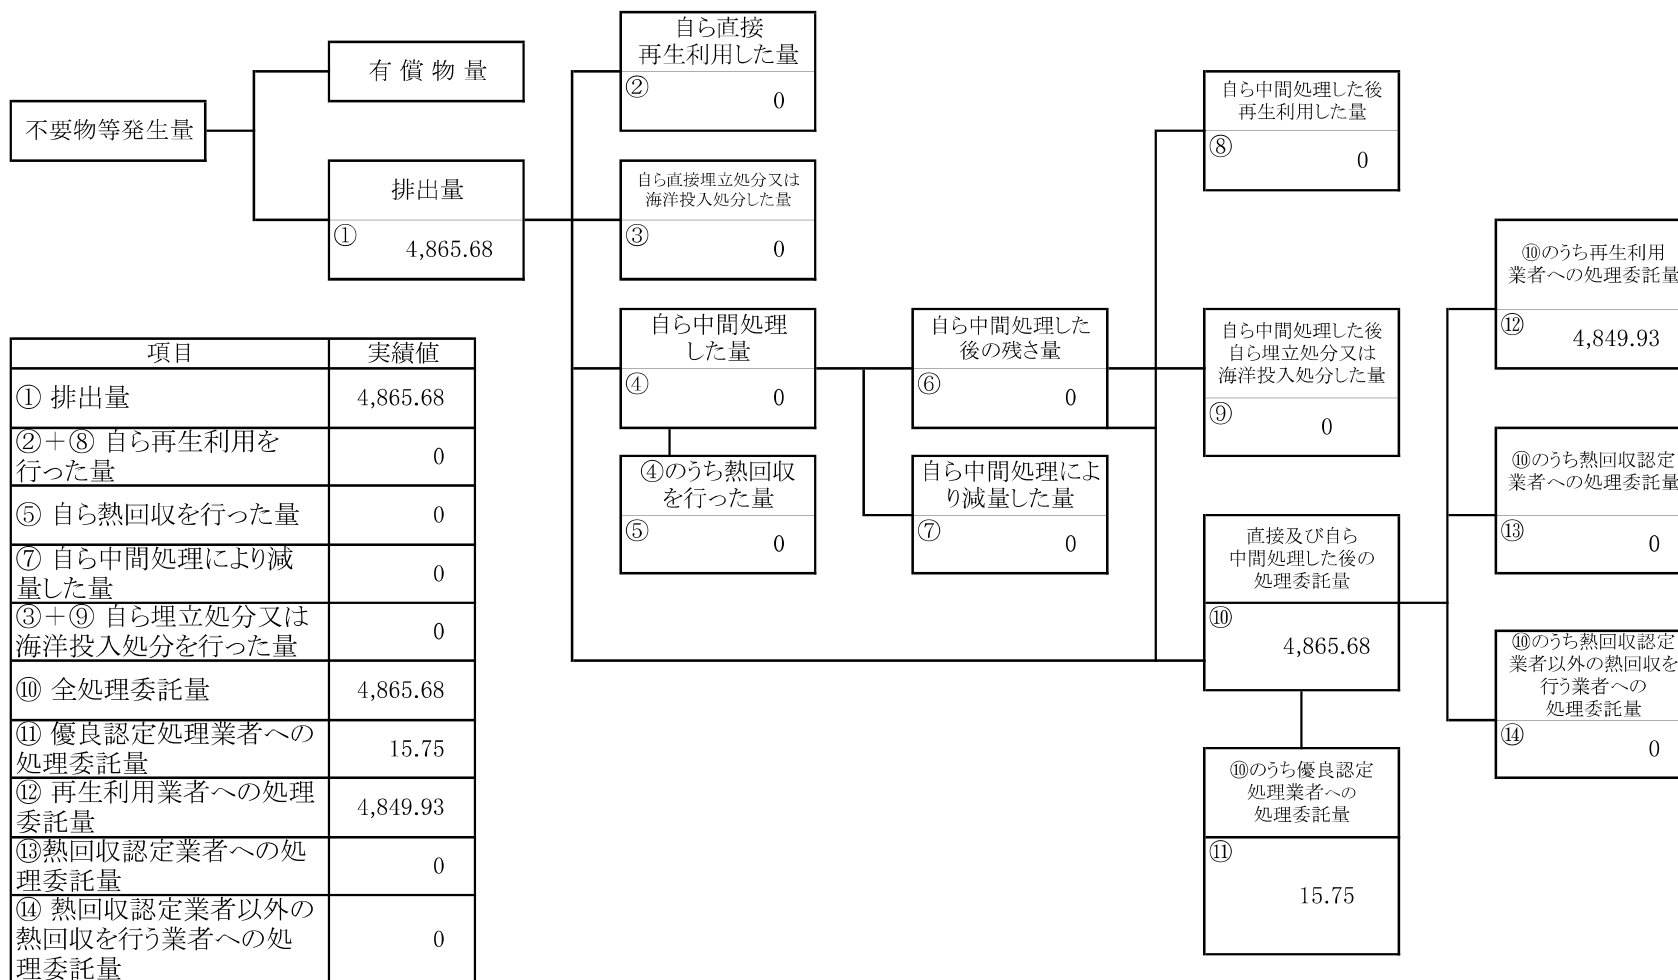 自ら直接
再生利用した量
②
0
有 償 物 量
不要物等発生量
排出量
①
4,865.68
自ら直接埋立処分又は
海洋投入処分した量
③
0
自ら中間処理した後
再生利用した量
⑧
0
自ら中間処理
した量
④
0
自ら中間処理した
後の残さ量
⑥
0
自ら中間処理した後
自ら埋立処分又は
海洋投入処分した量
⑨
0
⑩のうち再生利用
業者への処理委託量
⑫
4,849.93
④のうち熱回収
を行った量
⑤
0
自ら中間処理によ
り減量した量
⑦
0
⑩のうち熱回収認定
業者への処理委託量
⑬
0
直接及び自ら
中間処理した後の
処理委託量
⑩
4,865.68
⑩のうち熱回収認定
業者以外の熱回収を
行う業者への
処理委託量
⑭
0
⑩のうち優良認定
処理業者への
処理委託量
⑪
15.75
項目 実績値
① 排出量 4,865.68
②＋⑧ 自ら再生利用を
行った量 0
⑤ 自ら熱回収を行った量 0
⑦ 自ら中間処理により減
量した量 0
③＋⑨ 自ら埋立処分又は
海洋投入処分を行った量 0
⑩ 全処理委託量 4,865.68
⑪ 優良認定処理業者への
処理委託量 15.75
⑫ 再生利用業者への処理
委託量 4,849.93
⑬熱回収認定業者への処
理委託量 0
⑭ 熱回収認定業者以外の
熱回収を行う業者への処
理委託量 0